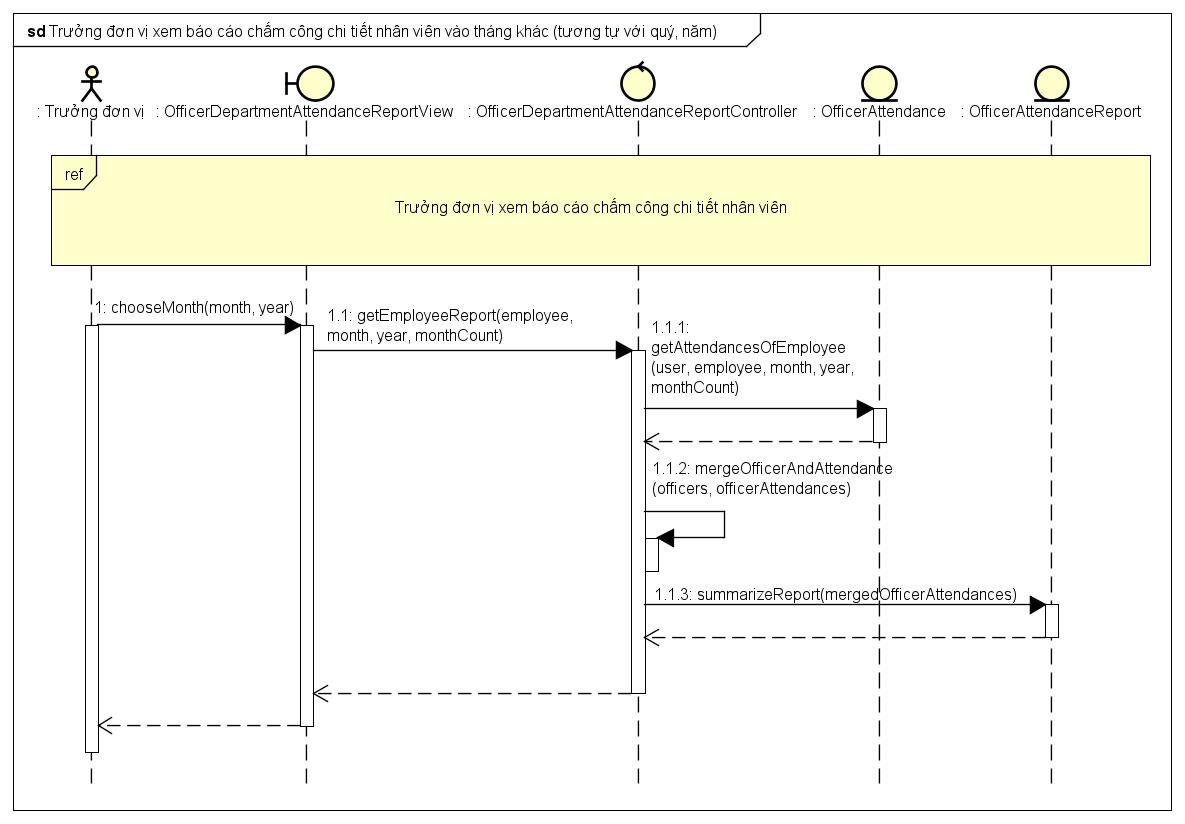 sd Trưởng đơn vị xem báo cáo chấm công chi tiết nhân viên vào tháng khác (tương tự với quý, năm)
: Trưởng đơn vị
: OfficerDepartmentAttendanceReportView
: OfficerDepartmentAttendanceReportController
: OfficerAttendance
: OfficerAttendanceReport
ref
Trưởng đơn vị xem báo cáo chấm công chi tiết nhân viên
1: chooseMonth(month, year)
1.1: getEmployeeReport(employee,
month, year, monthCount)
1.1.1:
getAttendancesOfEmployee
(user, employee, month, year,
monthCount)
1.1.2: mergeOfficerAndAttendance
(officers, officerAttendances)
1.1.3: summarizeReport(mergedOfficerAttendances)